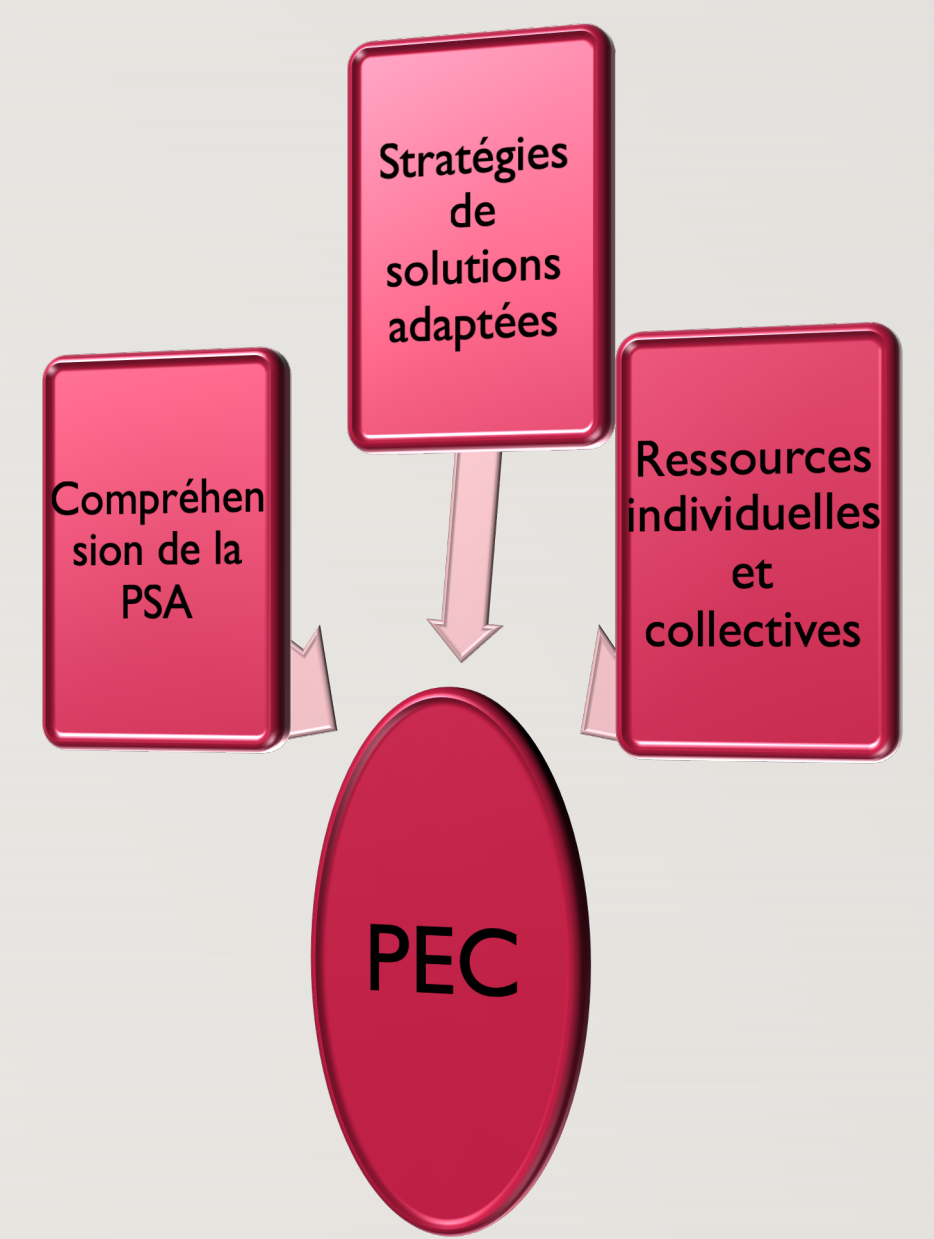 Stratégies
de
solutions
adaptées
Compréhen
sion de la
PSA
Ressources
individuelles
et
collectives
PEC